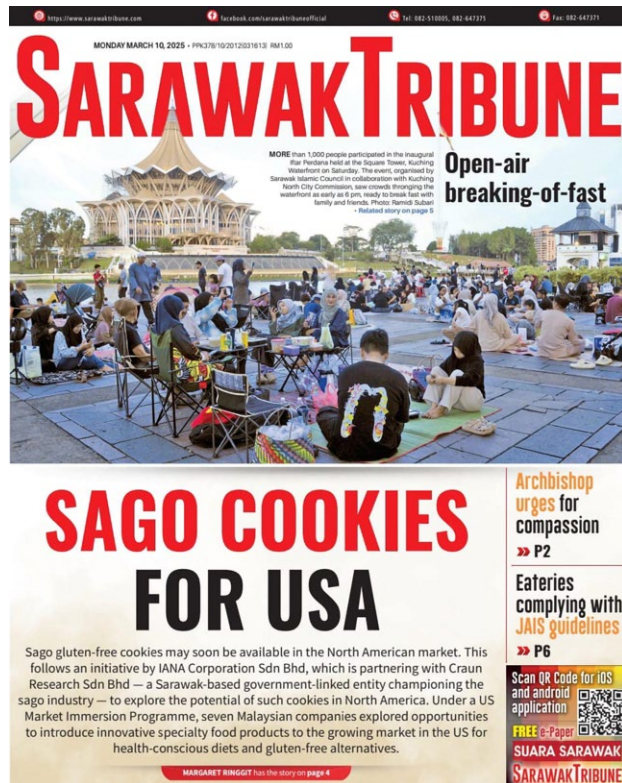 https://www.sarawaktribune.com
facebook.com/sarawaktribuneofficial
Tel: 082-510005, 082-647375
Fax: 082-647371
MONDAY MARCH 10, 2025 • PPK378/10/2012(031613) RM1.00
SARAWAKTRIBUNE
MORE than 1,000 people participated in the inaugural
Iftar Perdana held at the Square Tower, Kuching
Waterfront on Saturday. The event, organised by
Sarawak Islamic Council in collaboration with Kuching
North City Commission, saw crowds thronging the
waterfront as early as 6 pm, ready to break fast with
family and friends. Photo: Ramidi Subari
• Related story on page 5
Open-air
breaking-of-fast
SAGO COOKIES
FOR USA
Sago gluten-free cookies may soon be available in the North American market. This
follows an initiative by IANA Corporation Sdn Bhd, which is partnering with Craun
Research Sdn Bhd — a Sarawak-based government-linked entity championing the
sago industry — to explore the potential of such cookies in North America. Under a US
Market Immersion Programme, seven Malaysian companies explored opportunities
to introduce innovative specialty food products to the growing market in the US for
health-conscious diets and gluten-free alternatives.
MARGARET RINGGIT has the story on page 4
Archbishop
urges for
compassion
» P2
Eateries
complying with
JAIS guidelines
» P6
Scan QR Code for iOS
and android
application
FREE e-Paper
SUARA SARAWAK
SARAWAKTRIBUNE